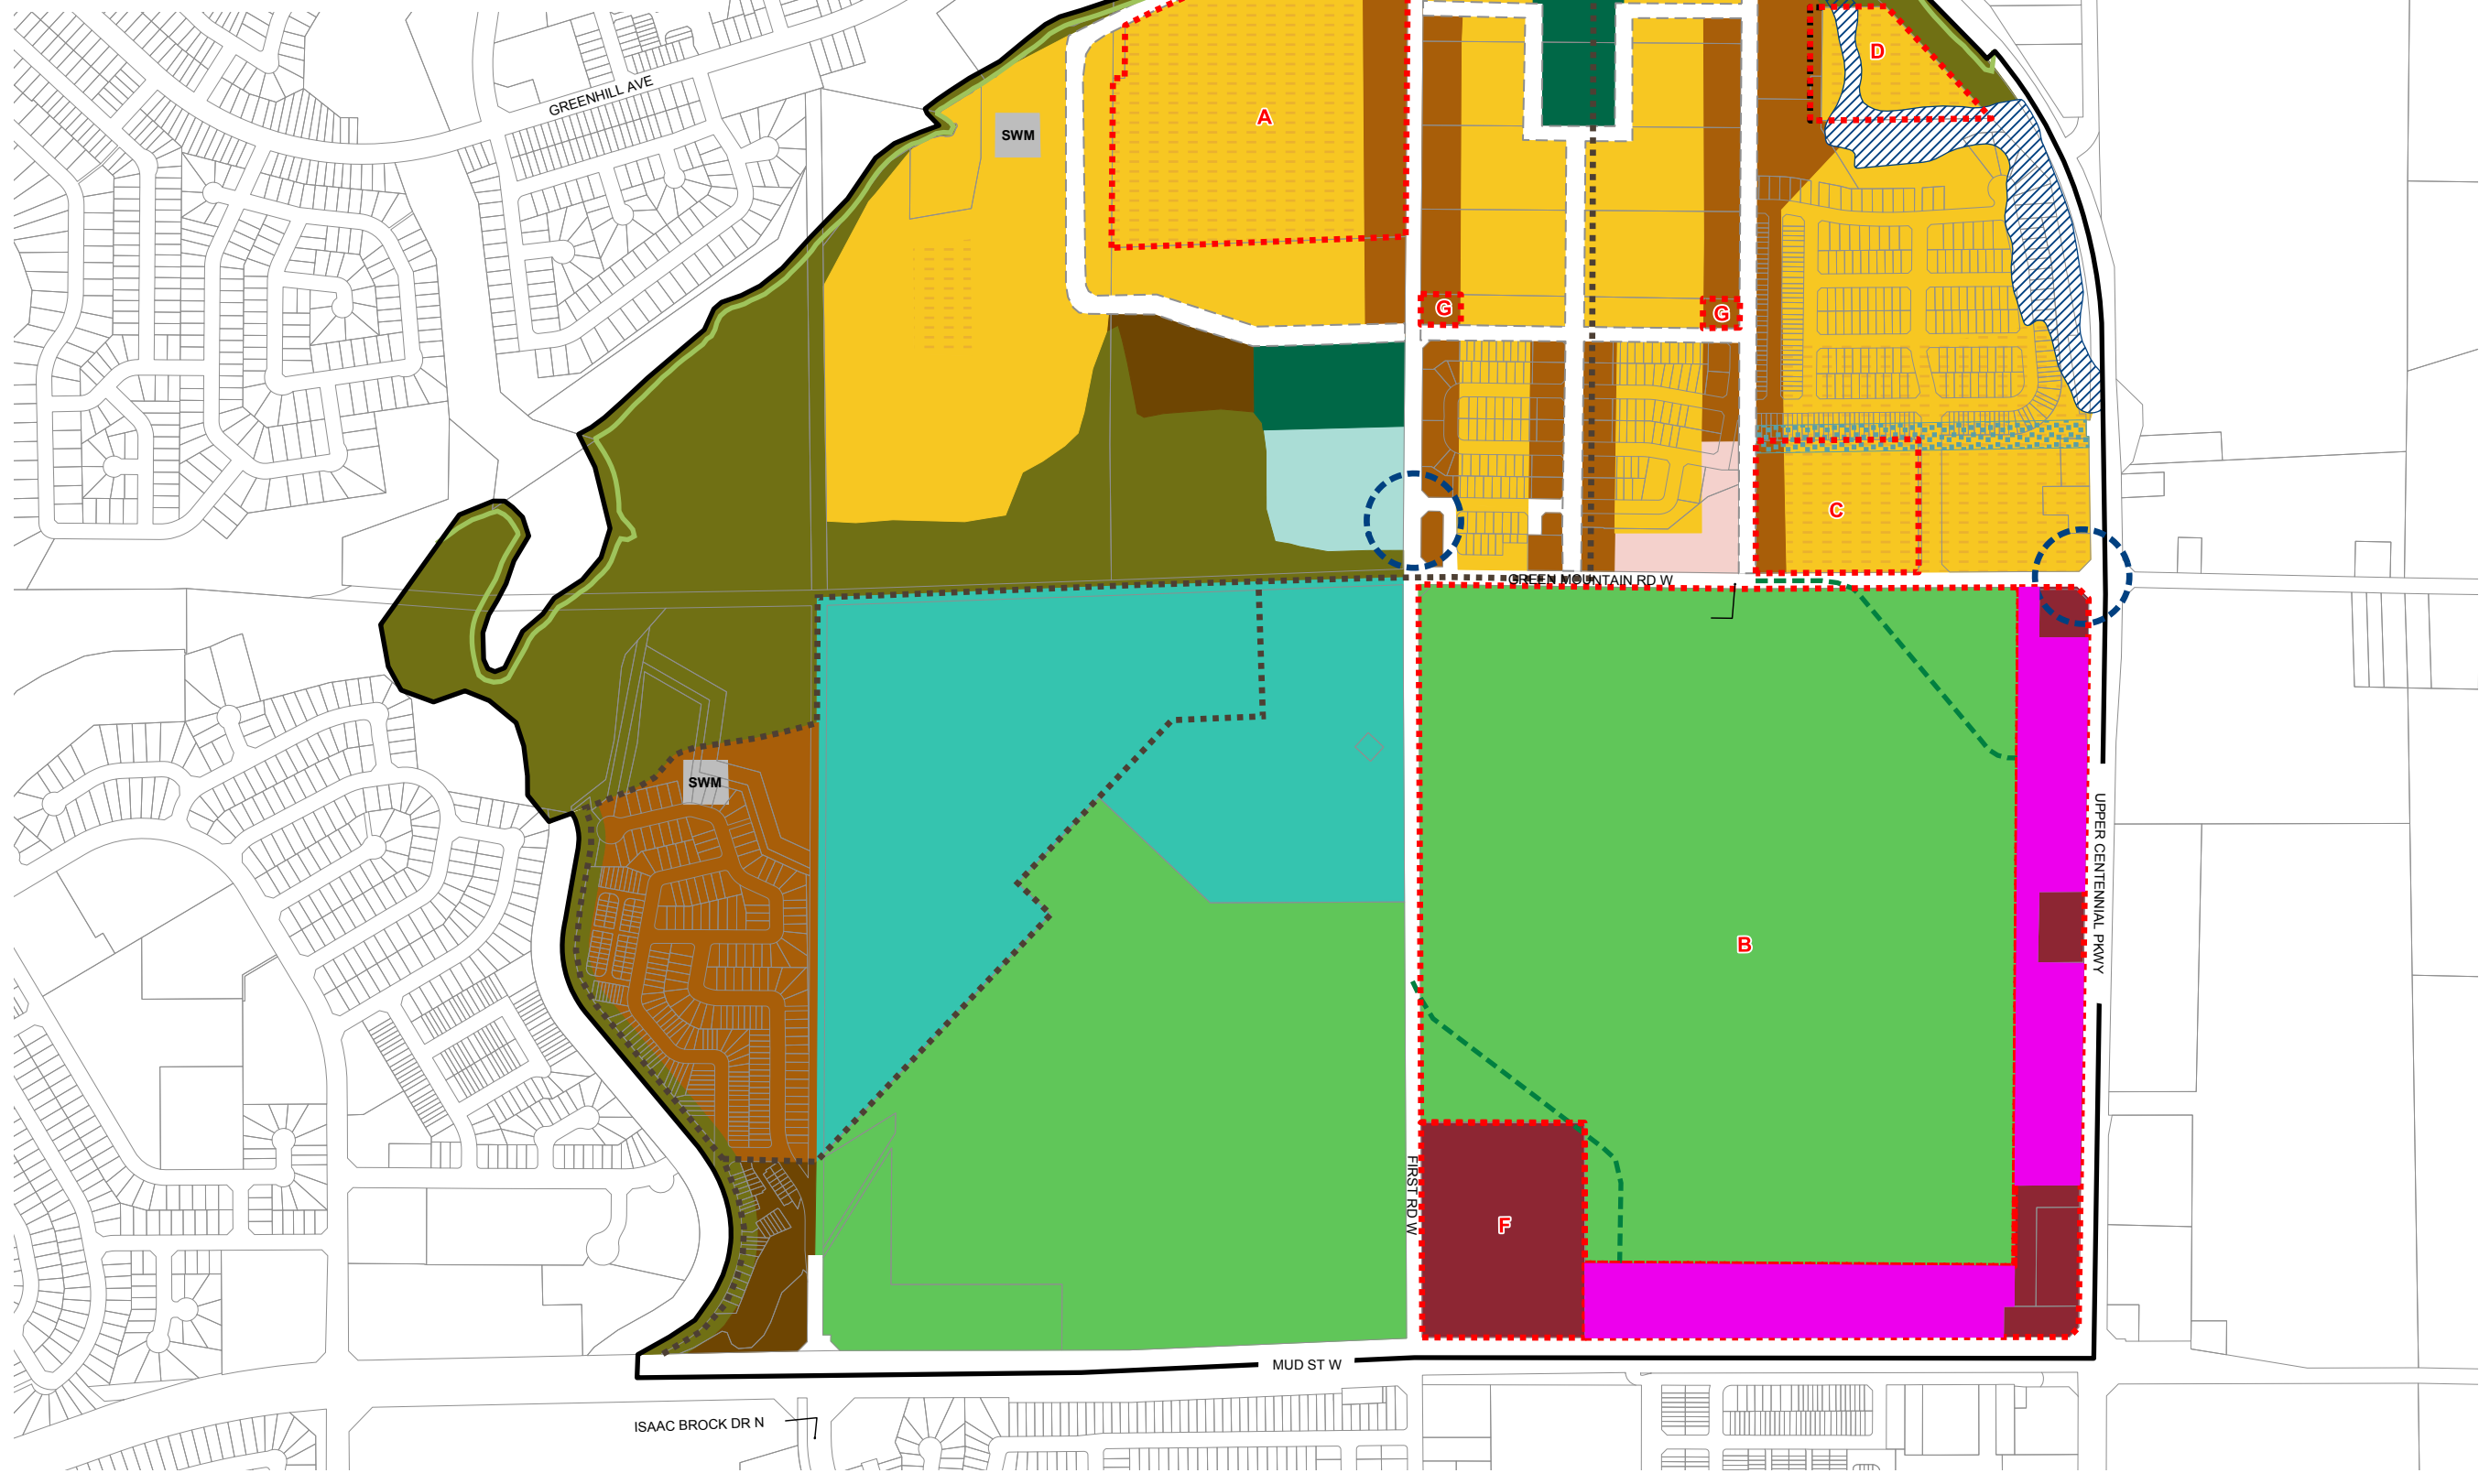 D
GREENHILL AVE
A
SWM
G
G
C
GREEN MOUNTAIN RD W
SWM
UPPER CENTENNIAL PKWY
B
FIRST RD W
F
MUD ST W
ISAAC BROCK DR N